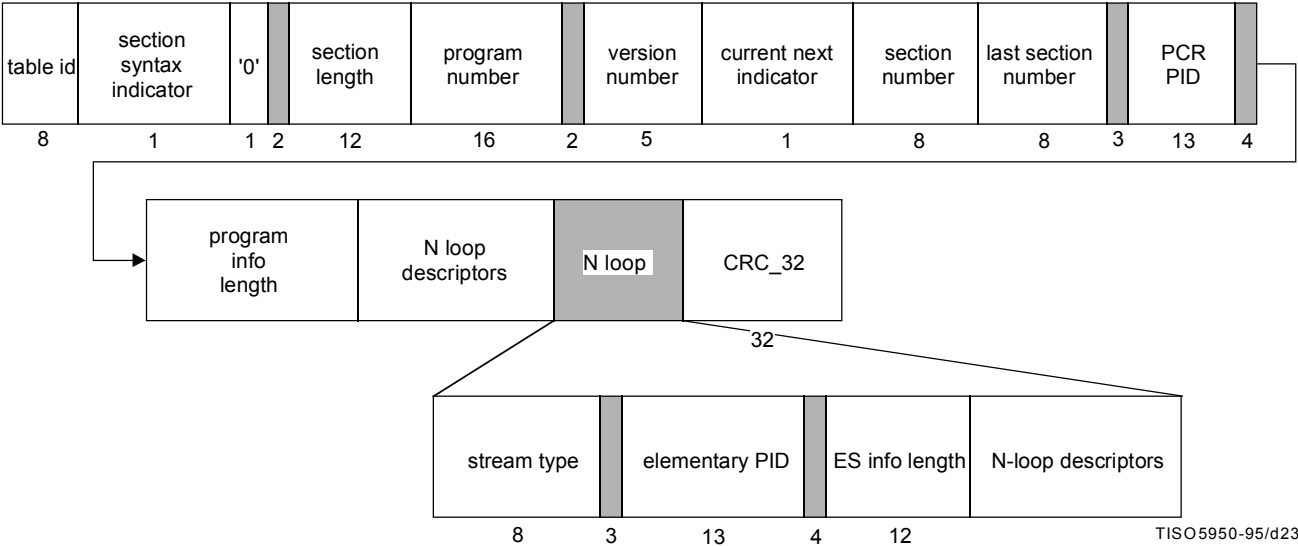 table id
section
syntax
indicator
'0'
section
length
program
number
version
number
current next
indicator
section
number
last section
number
PCR
PID
8 1 1 2 12 16 2 5 1 8 8 3 13 4
program
info
length
N loop
descriptors
N loop
CRC_32
32
stream type
elementary PID
ES info length
N-loop descriptors
8 3 13 4 12
TISO5950-95/d23